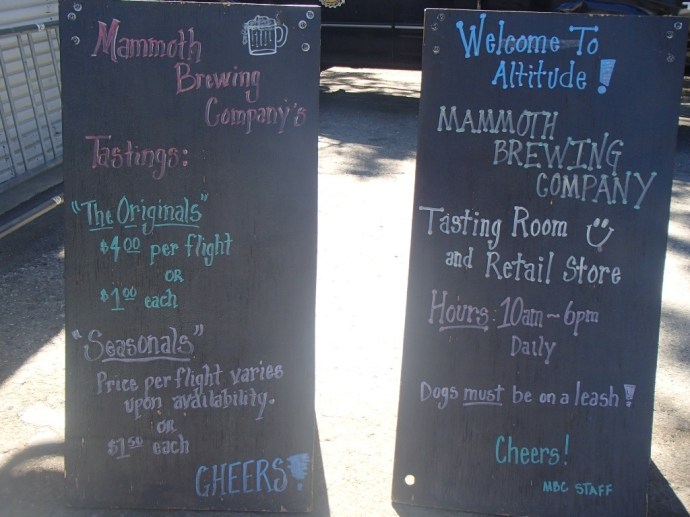 Mammoth
Brewing
Company's
Tastings:
"The Originals"
$4.00 per flight
OR
$1.00 each
"Seasonals"
Price per flight varies
upon availability.
OR
$1.50 each
CHEERS!
Welcome To
Altitude!
MAMMOTH
BREWING
COMPANY
Tasting Room
and Retail Store
Hours: 10am~6pm
Daily
Dogs must be on a leash!
Cheers!
MBC STAFF